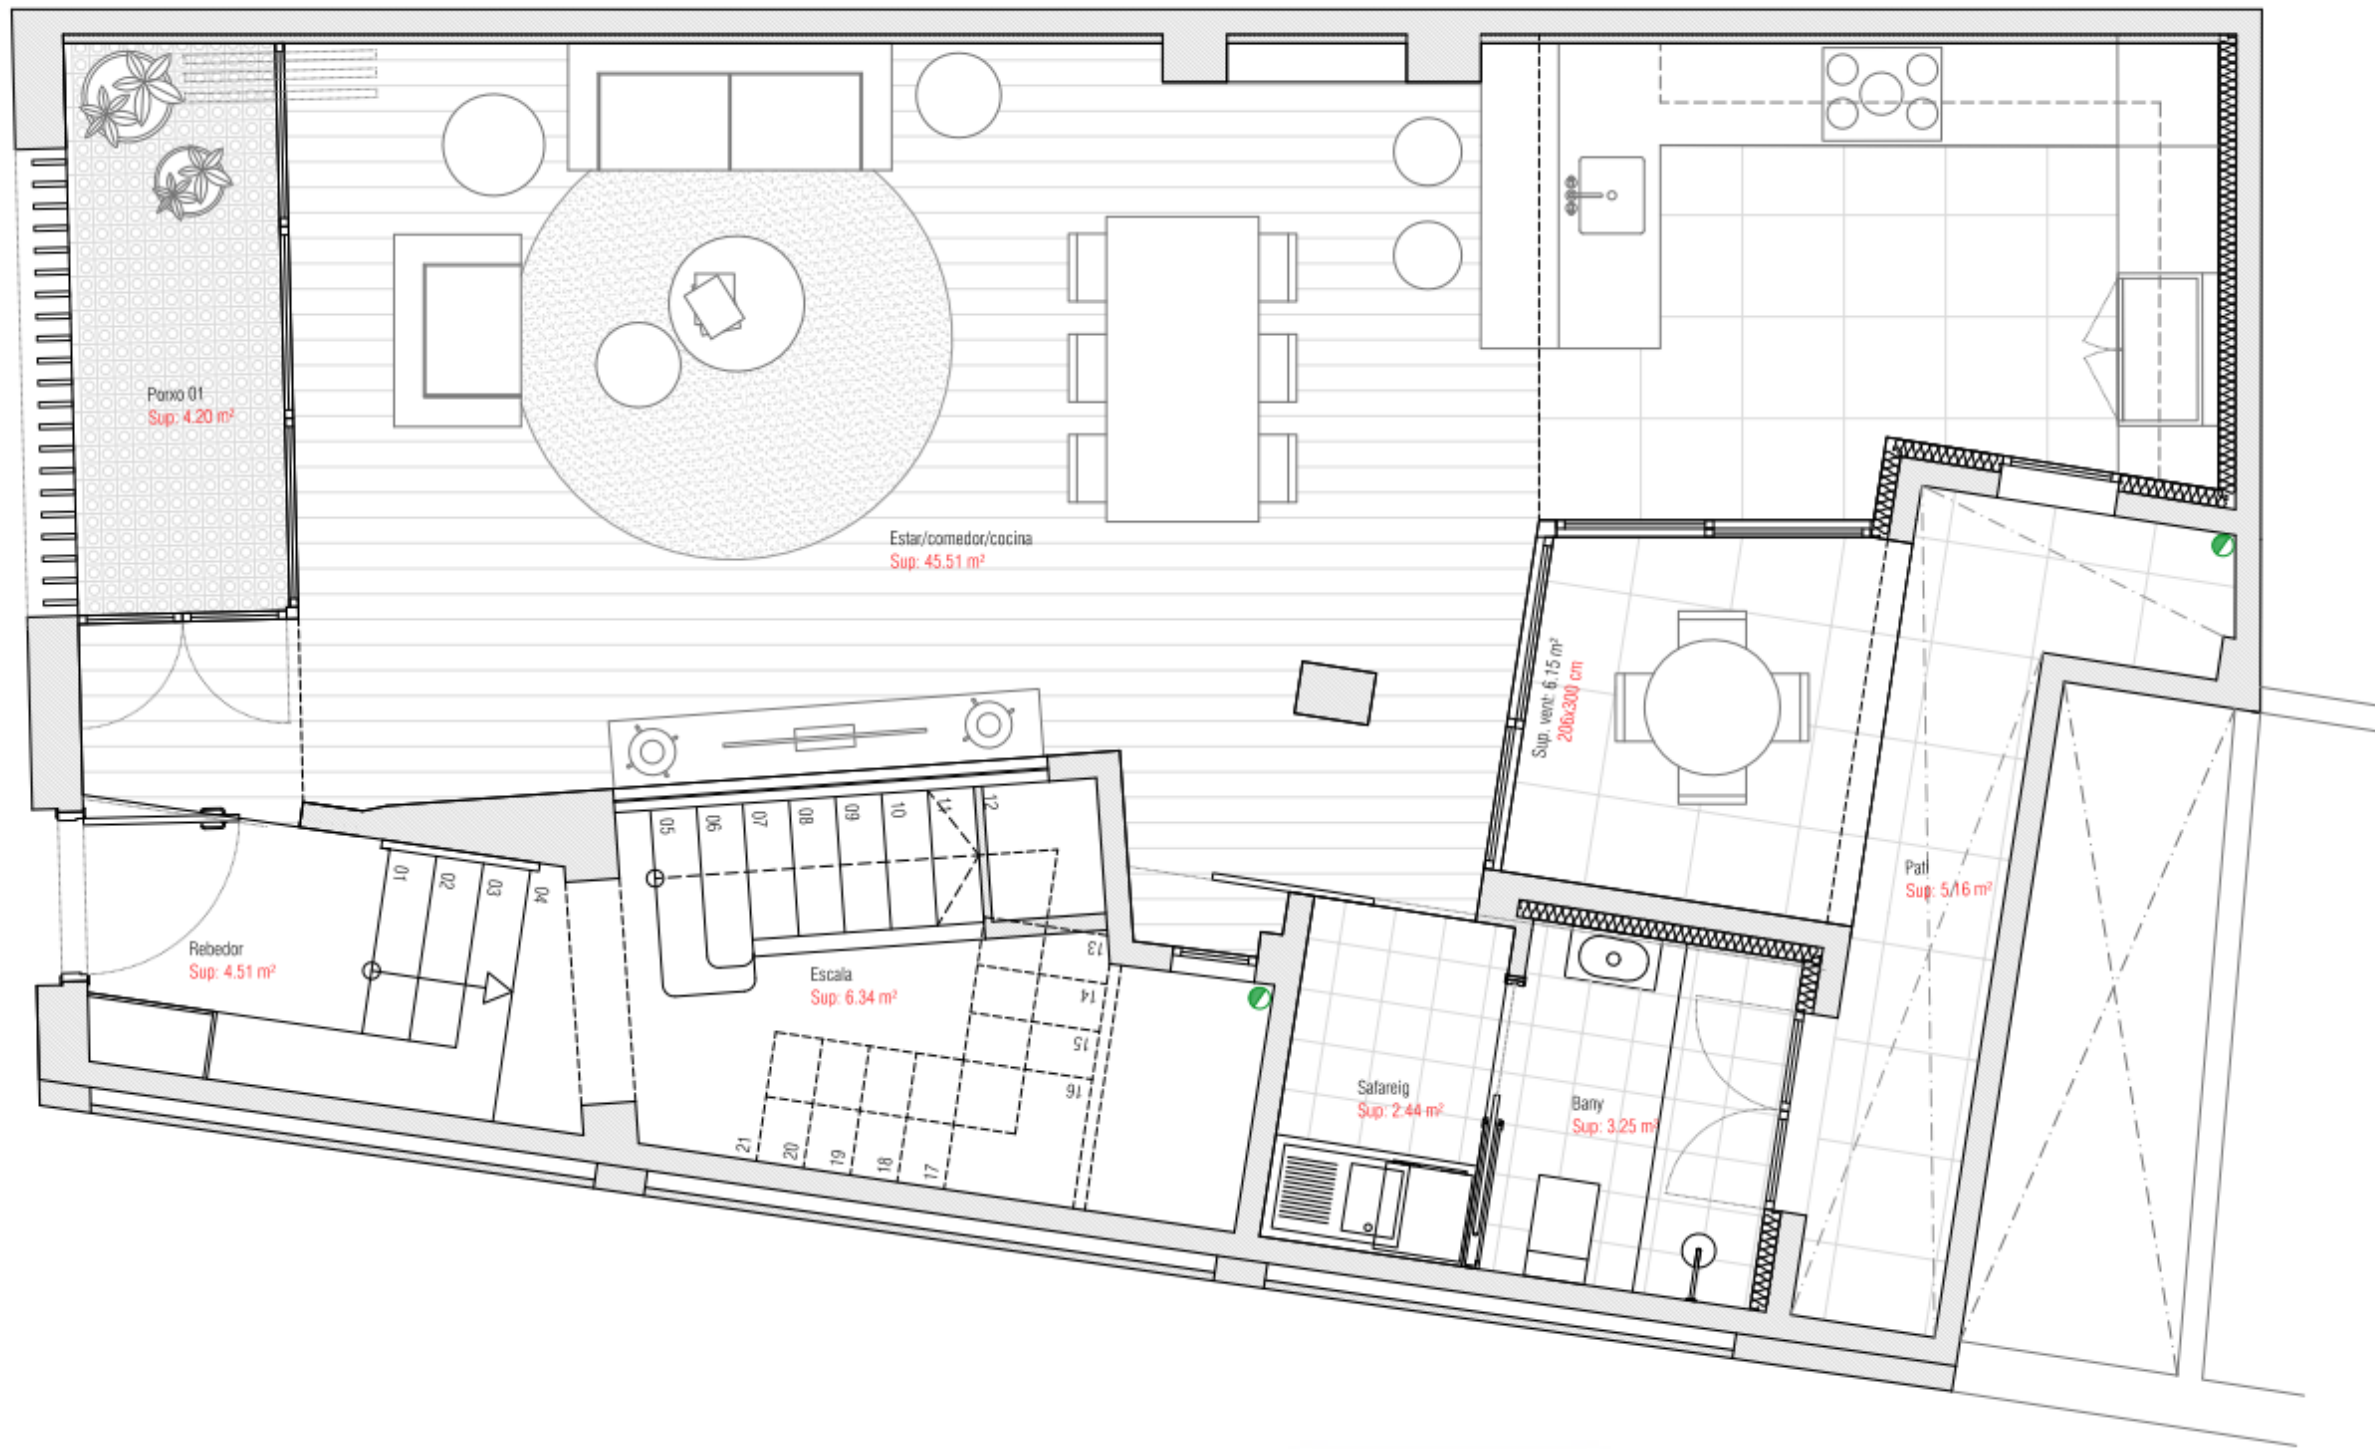 Porxo 01
Sup: 4.20 m²
Estar/comedor/cocina
Sup: 45.51 m²
Sup. vent: 6.15 m²
206x300 cm
Pati
Sup: 5.16 m²
Rebedor
Sup: 4.51 m²
01
02
03
04
05
06
07
08
09
10
11
12
Escala
Sup: 6.34 m²
13
14
15
16
17
18
19
20
21
Safareig
Sup: 2.44 m²
Bany
Sup: 3.25 m²